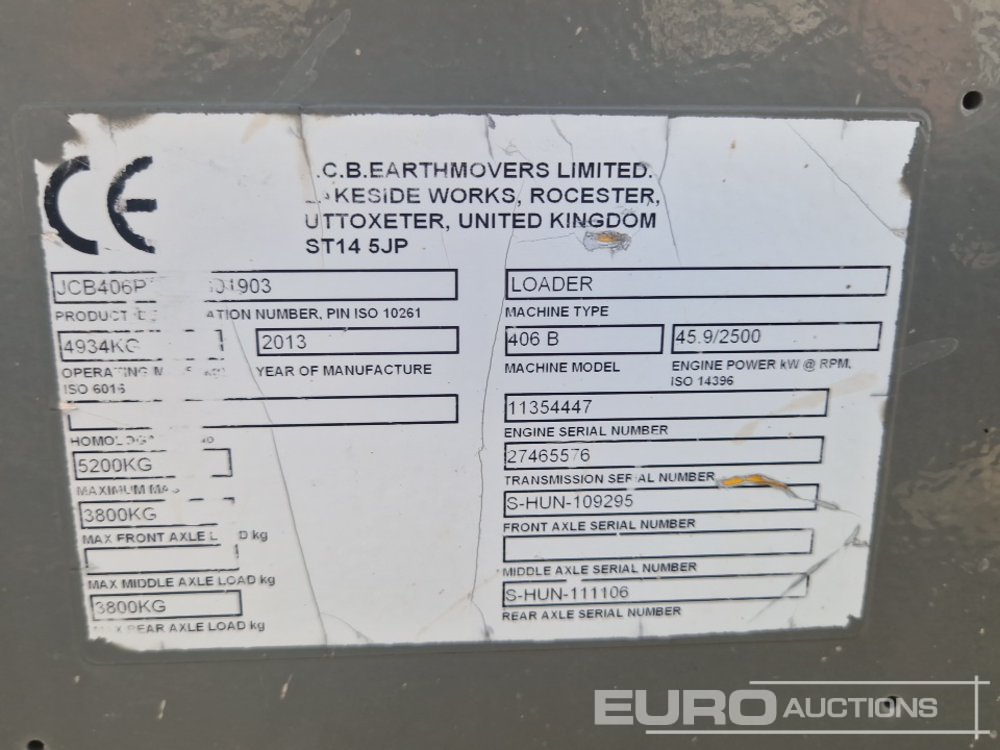 CE
.C.B.EARTHMOVERS LIMITED.
KESIDE WORKS, ROCESTER,
UTTOXETER, UNITED KINGDOM
ST14 5JP
JCB406P 01903
PRODUCT ATION NUMBER, PIN ISO 10261
4934KG
2013
OPERATING
YEAR OF MANUFACTURE
ISO 6016
5200KG
MAXIMUM MAS
3800KG
MAX FRONT AXLE L D kg
MAX MIDDLE AXLE LOAD kg
3800KG
MAX REAR AXLE LOAD kg
LOADER
MACHINE TYPE
406 B
45.9/2500
MACHINE MODEL
ENGINE POWER kW @ RPM,
ISO 14396
11354447
ENGINE SERIAL NUMBER
27465576
TRANSMISSION SERIAL NUMBER
S-HUN-109295
FRONT AXLE SERIAL NUMBER
MIDDLE AXLE SERIAL NUMBER
S-HUN-111106
REAR AXLE SERIAL NUMBER
EURO AUCTIONS